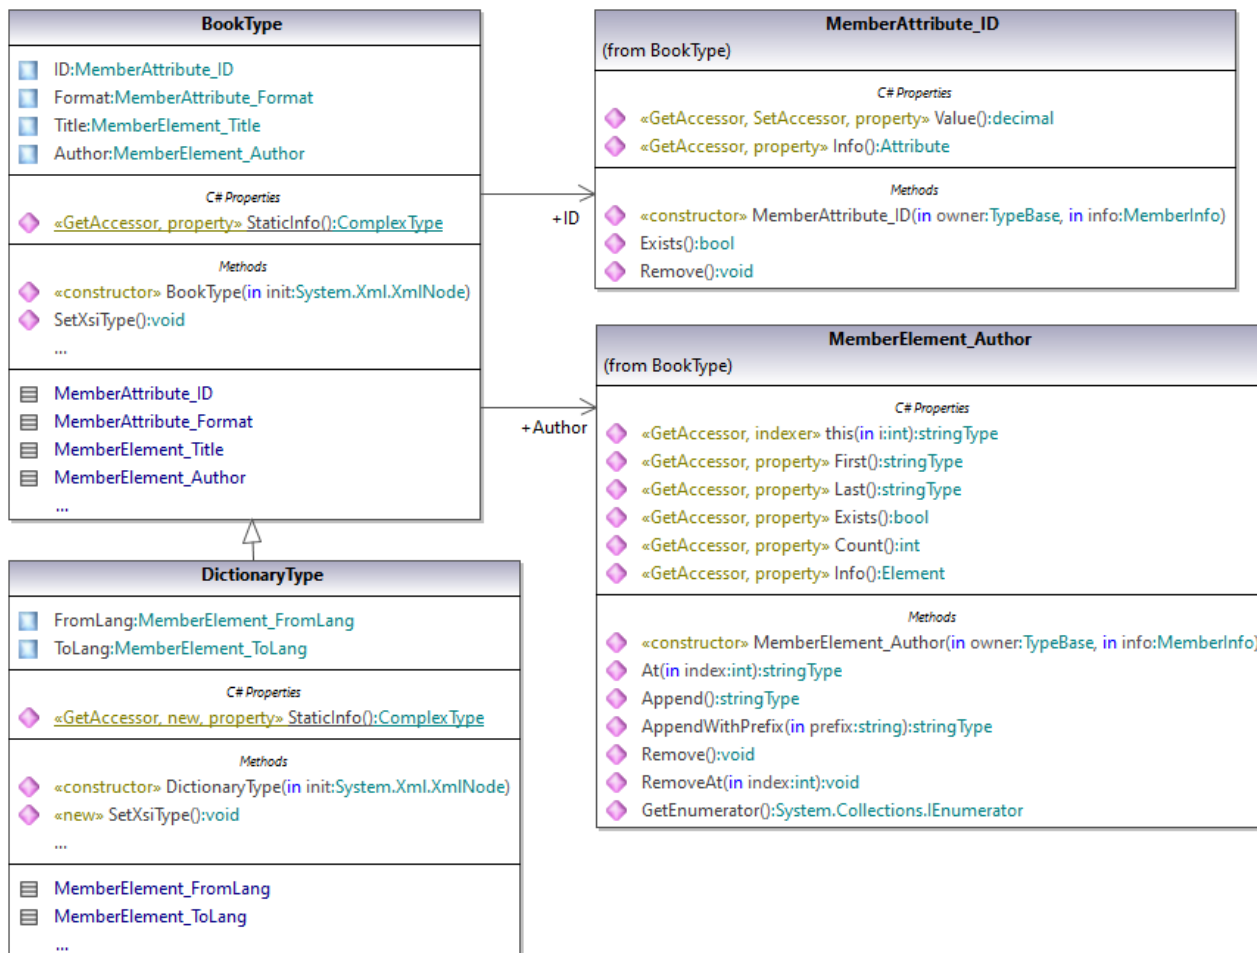 BookType
ID:MemberAttribute_ID
Format:MemberAttribute_Format
Title:MemberElement_Title
Author:MemberElement_Author
C# Properties
«GetAccessor, property» StaticInfo():ComplexType
Methods
«constructor» BookType(in init:System.Xml.XmlNode)
SetXsiType():void
...
MemberAttribute_ID
MemberAttribute_Format
MemberElement_Title
MemberElement_Author
...
+ID
+Author
MemberAttribute_ID
(from BookType)
C# Properties
«GetAccessor, SetAccessor, property» Value():decimal
«GetAccessor, property» Info():Attribute
Methods
«constructor» MemberAttribute_ID(in owner:TypeBase, in info:MemberInfo)
Exists():bool
Remove():void
MemberElement_Author
(from BookType)
C# Properties
«GetAccessor, indexer» this(in i:int):stringType
«GetAccessor, property» First():stringType
«GetAccessor, property» Last():stringType
«GetAccessor, property» Exists():bool
«GetAccessor, property» Count():int
«GetAccessor, property» Info():Element
Methods
«constructor» MemberElement_Author(in owner:TypeBase, in info:MemberInfo)
At(in index:int):stringType
Append():stringType
AppendWithPrefix(in prefix:string):stringType
Remove():void
RemoveAt(in index:int):void
GetEnumerator():System.Collections.IEnumerator
DictionaryType
FromLang:MemberElement_FromLang
ToLang:MemberElement_ToLang
C# Properties
«GetAccessor, new, property» StaticInfo():ComplexType
Methods
«constructor» DictionaryType(in init:System.Xml.XmlNode)
«new» SetXsiType():void
...
MemberElement_FromLang
MemberElement_ToLang
...